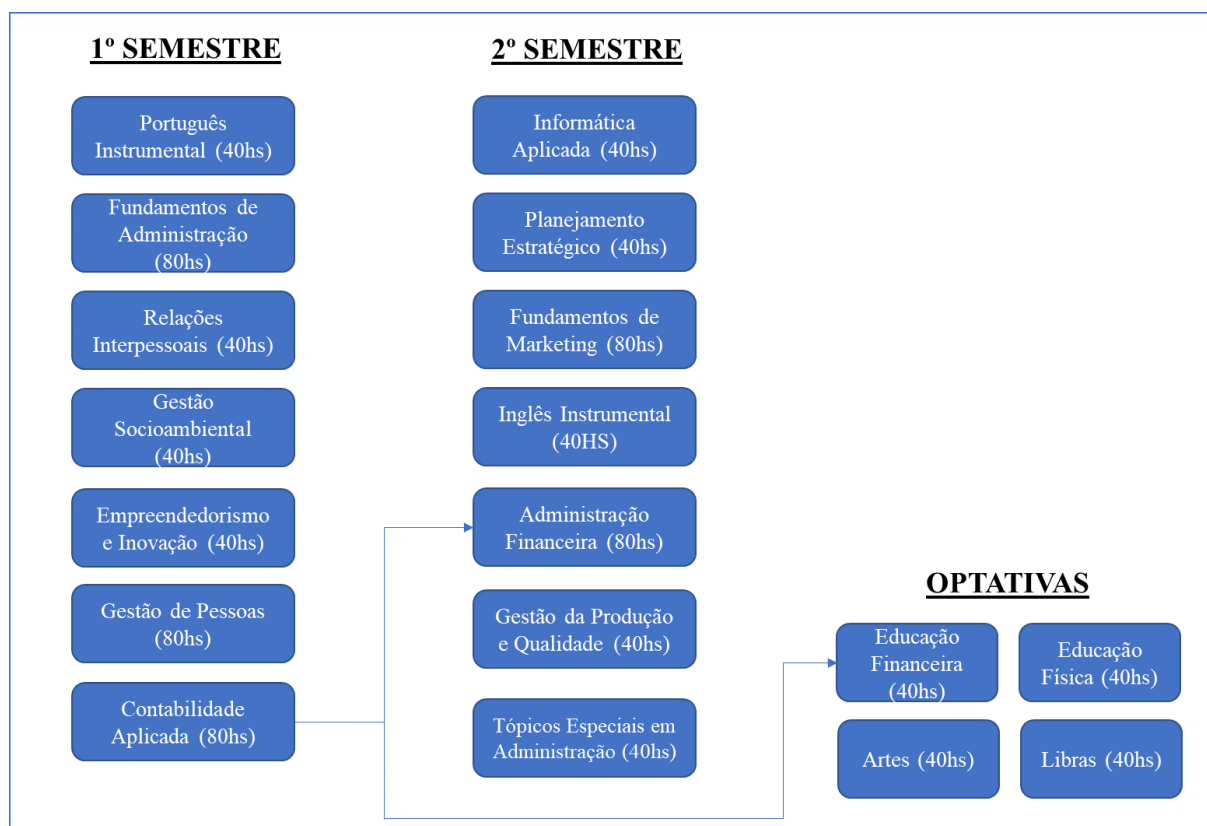 1º SEMESTRE
Português
Instrumental (40hs)
Fundamentos de
Administração
(80hs)
Relações
Interpessoais (40hs)
Gestão
Socioambiental
(40hs)
Empreendedorismo
e Inovação (40hs)
Gestão de Pessoas
(80hs)
Contabilidade
Aplicada (80hs)
2º SEMESTRE
Informática
Aplicada (40hs)
Planejamento
Estratégico (40hs)
Fundamentos de
Marketing (80hs)
Inglês Instrumental
(40HS)
Administração
Financeira (80hs)
Gestão da Produção
e Qualidade (40hs)
Tópicos Especiais em
Administração (40hs)
OPTATIVAS
Educação
Financeira
(40hs)
Educação
Física (40hs)
Artes (40hs)
Libras (40hs)